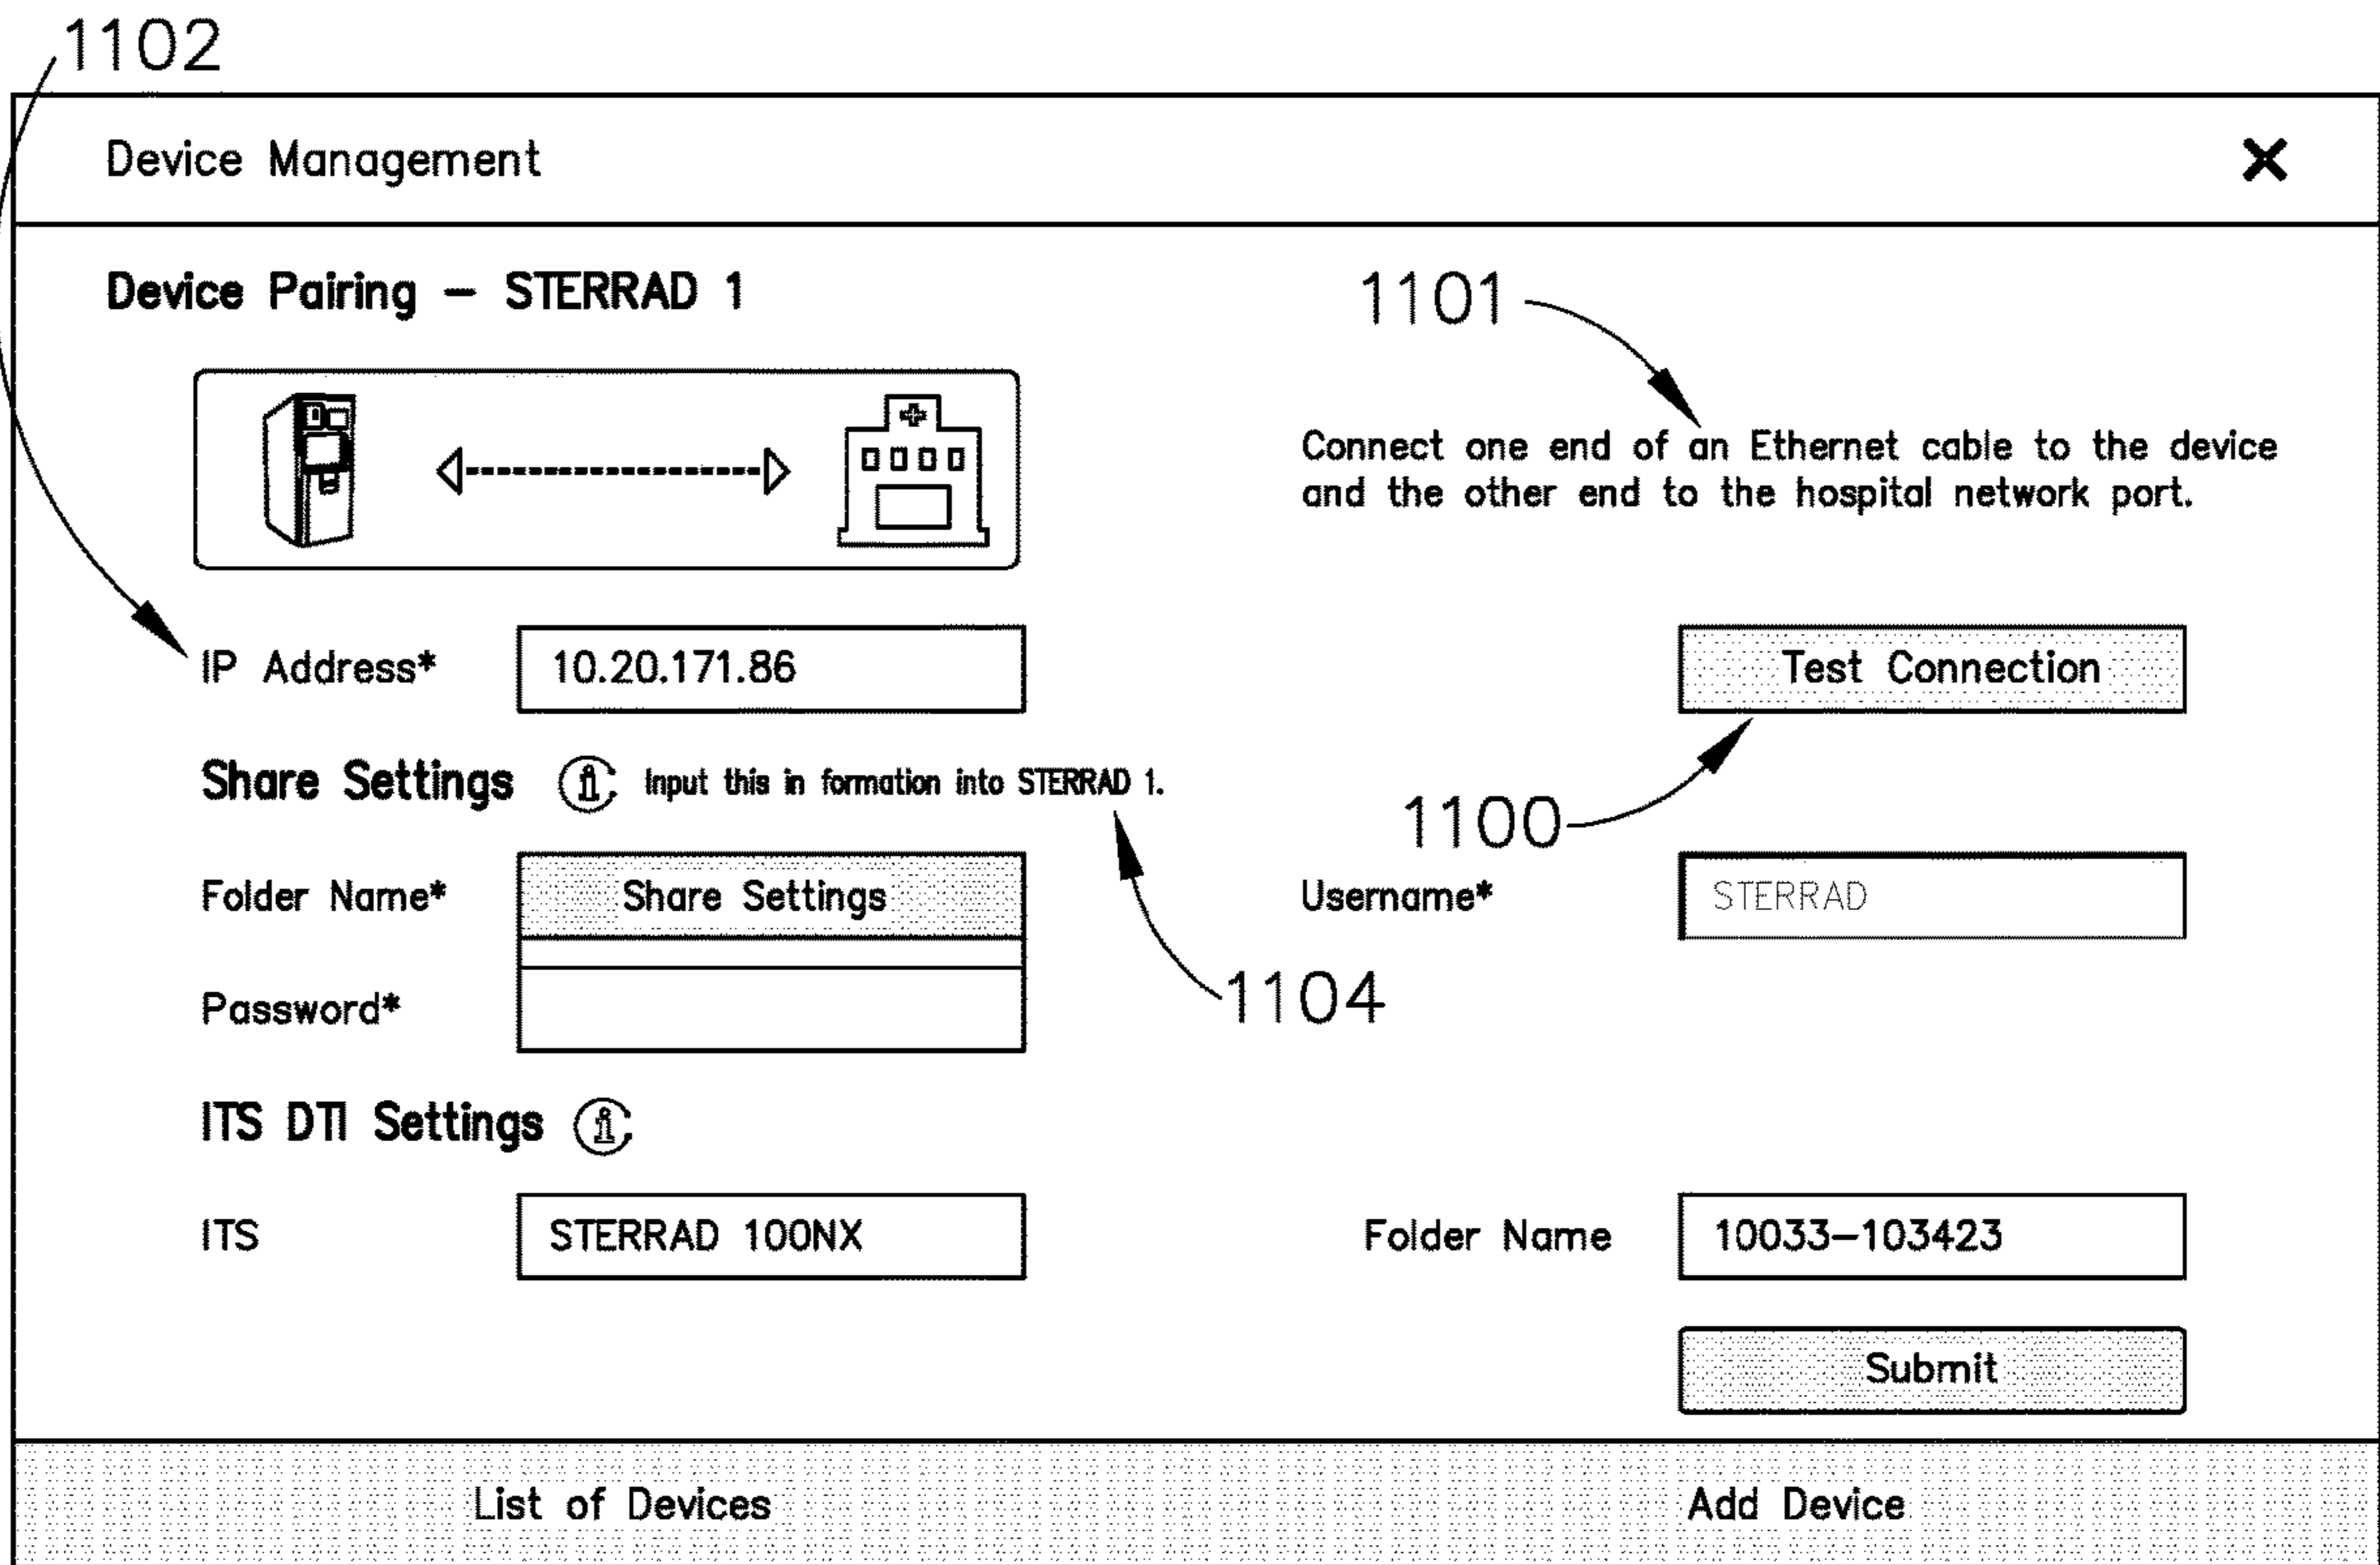 1102
Device Management
Device Pairing – STERRAD 1
1101
Connect one end of an Ethernet cable to the device
and the other end to the hospital network port.
IP Address* 10.20.171.86 Test Connection
Share Settings i Input this in formation into STERRAD 1.
1100
Folder Name* Share Settings Username* STERRAD
Password*
1104
ITS DTI Settings i
ITS STERRAD 100NX Folder Name 10033–103423
Submit
List of Devices Add Device